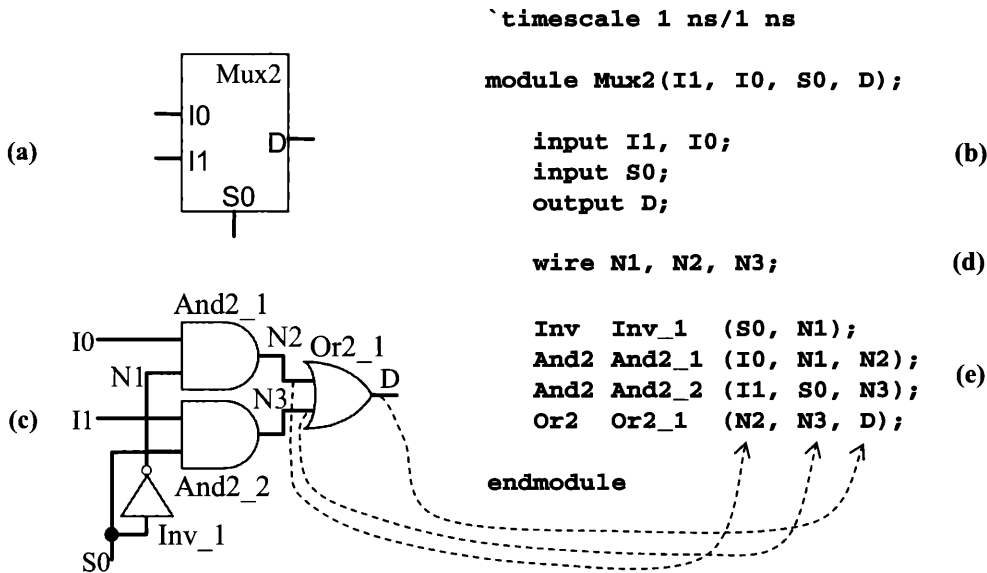 `timescale 1 ns/1 ns
Mux2
module Mux2(I1, I0, S0, D);
I0
D
I1
S0
(a)
input I1, I0;
input S0;
output D;
(b)
wire N1, N2, N3;
(d)
And2_1
I0
N2
Or2_1
N1
D
N3
(c)
I1
And2_2
Inv_1
S0
Inv Inv_1 (S0, N1);
And2 And2_1 (I0, N1, N2);
And2 And2_2 (I1, S0, N3);
Or2 Or2_1 (N2, N3, D);
(e)
endmodule